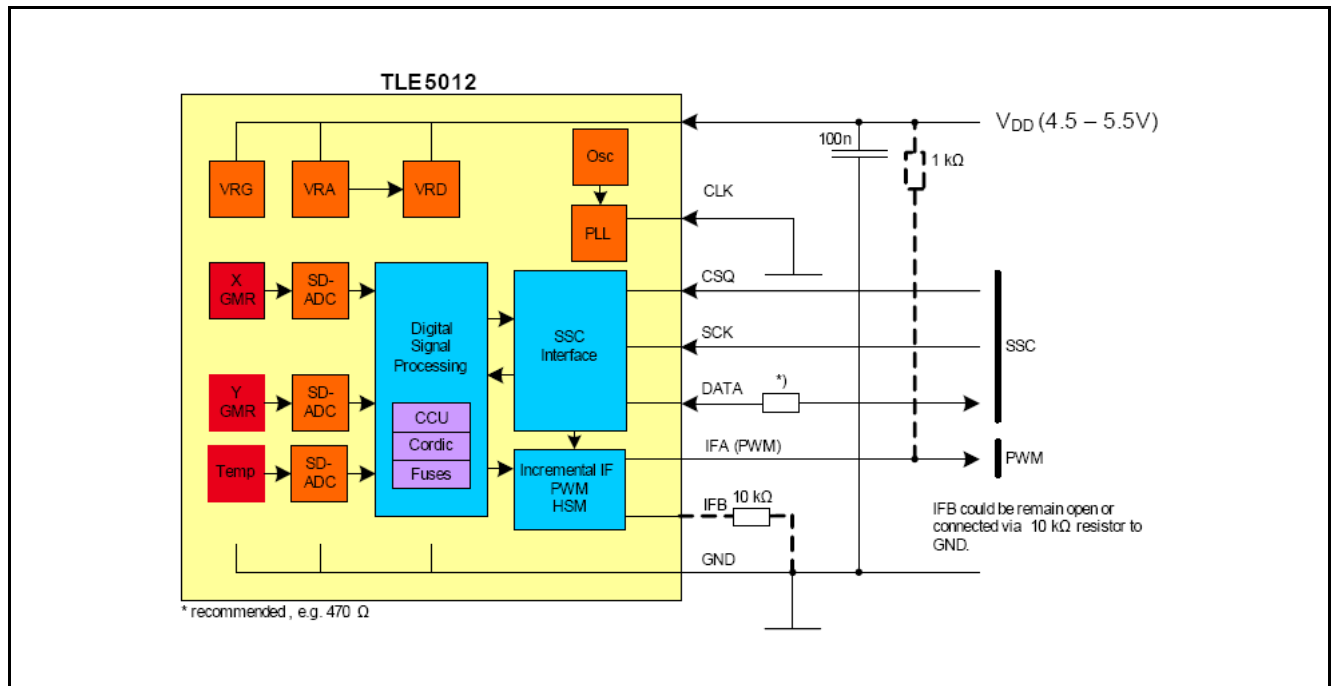 TLE5012
VDD (4.5 – 5.5V)
100n
1 kΩ
Osc
VRG
VRA
VRD
CLK
PLL
X
GMR
SD-
ADC
CSQ
Digital
Signal
Processing
SSC
Interface
SCK
SSC
Y
GMR
SD-
ADC
DATA
*)
CCU
Cordic
Fuses
Temp
SD-
ADC
Incremental IF
PWM
HSM
IFA (PWM)
PWM
IFB
10 kΩ
IFB could be remain open or
connected via 10 kΩ resistor to
GND.
GND
* recommended , e.g. 470 Ω